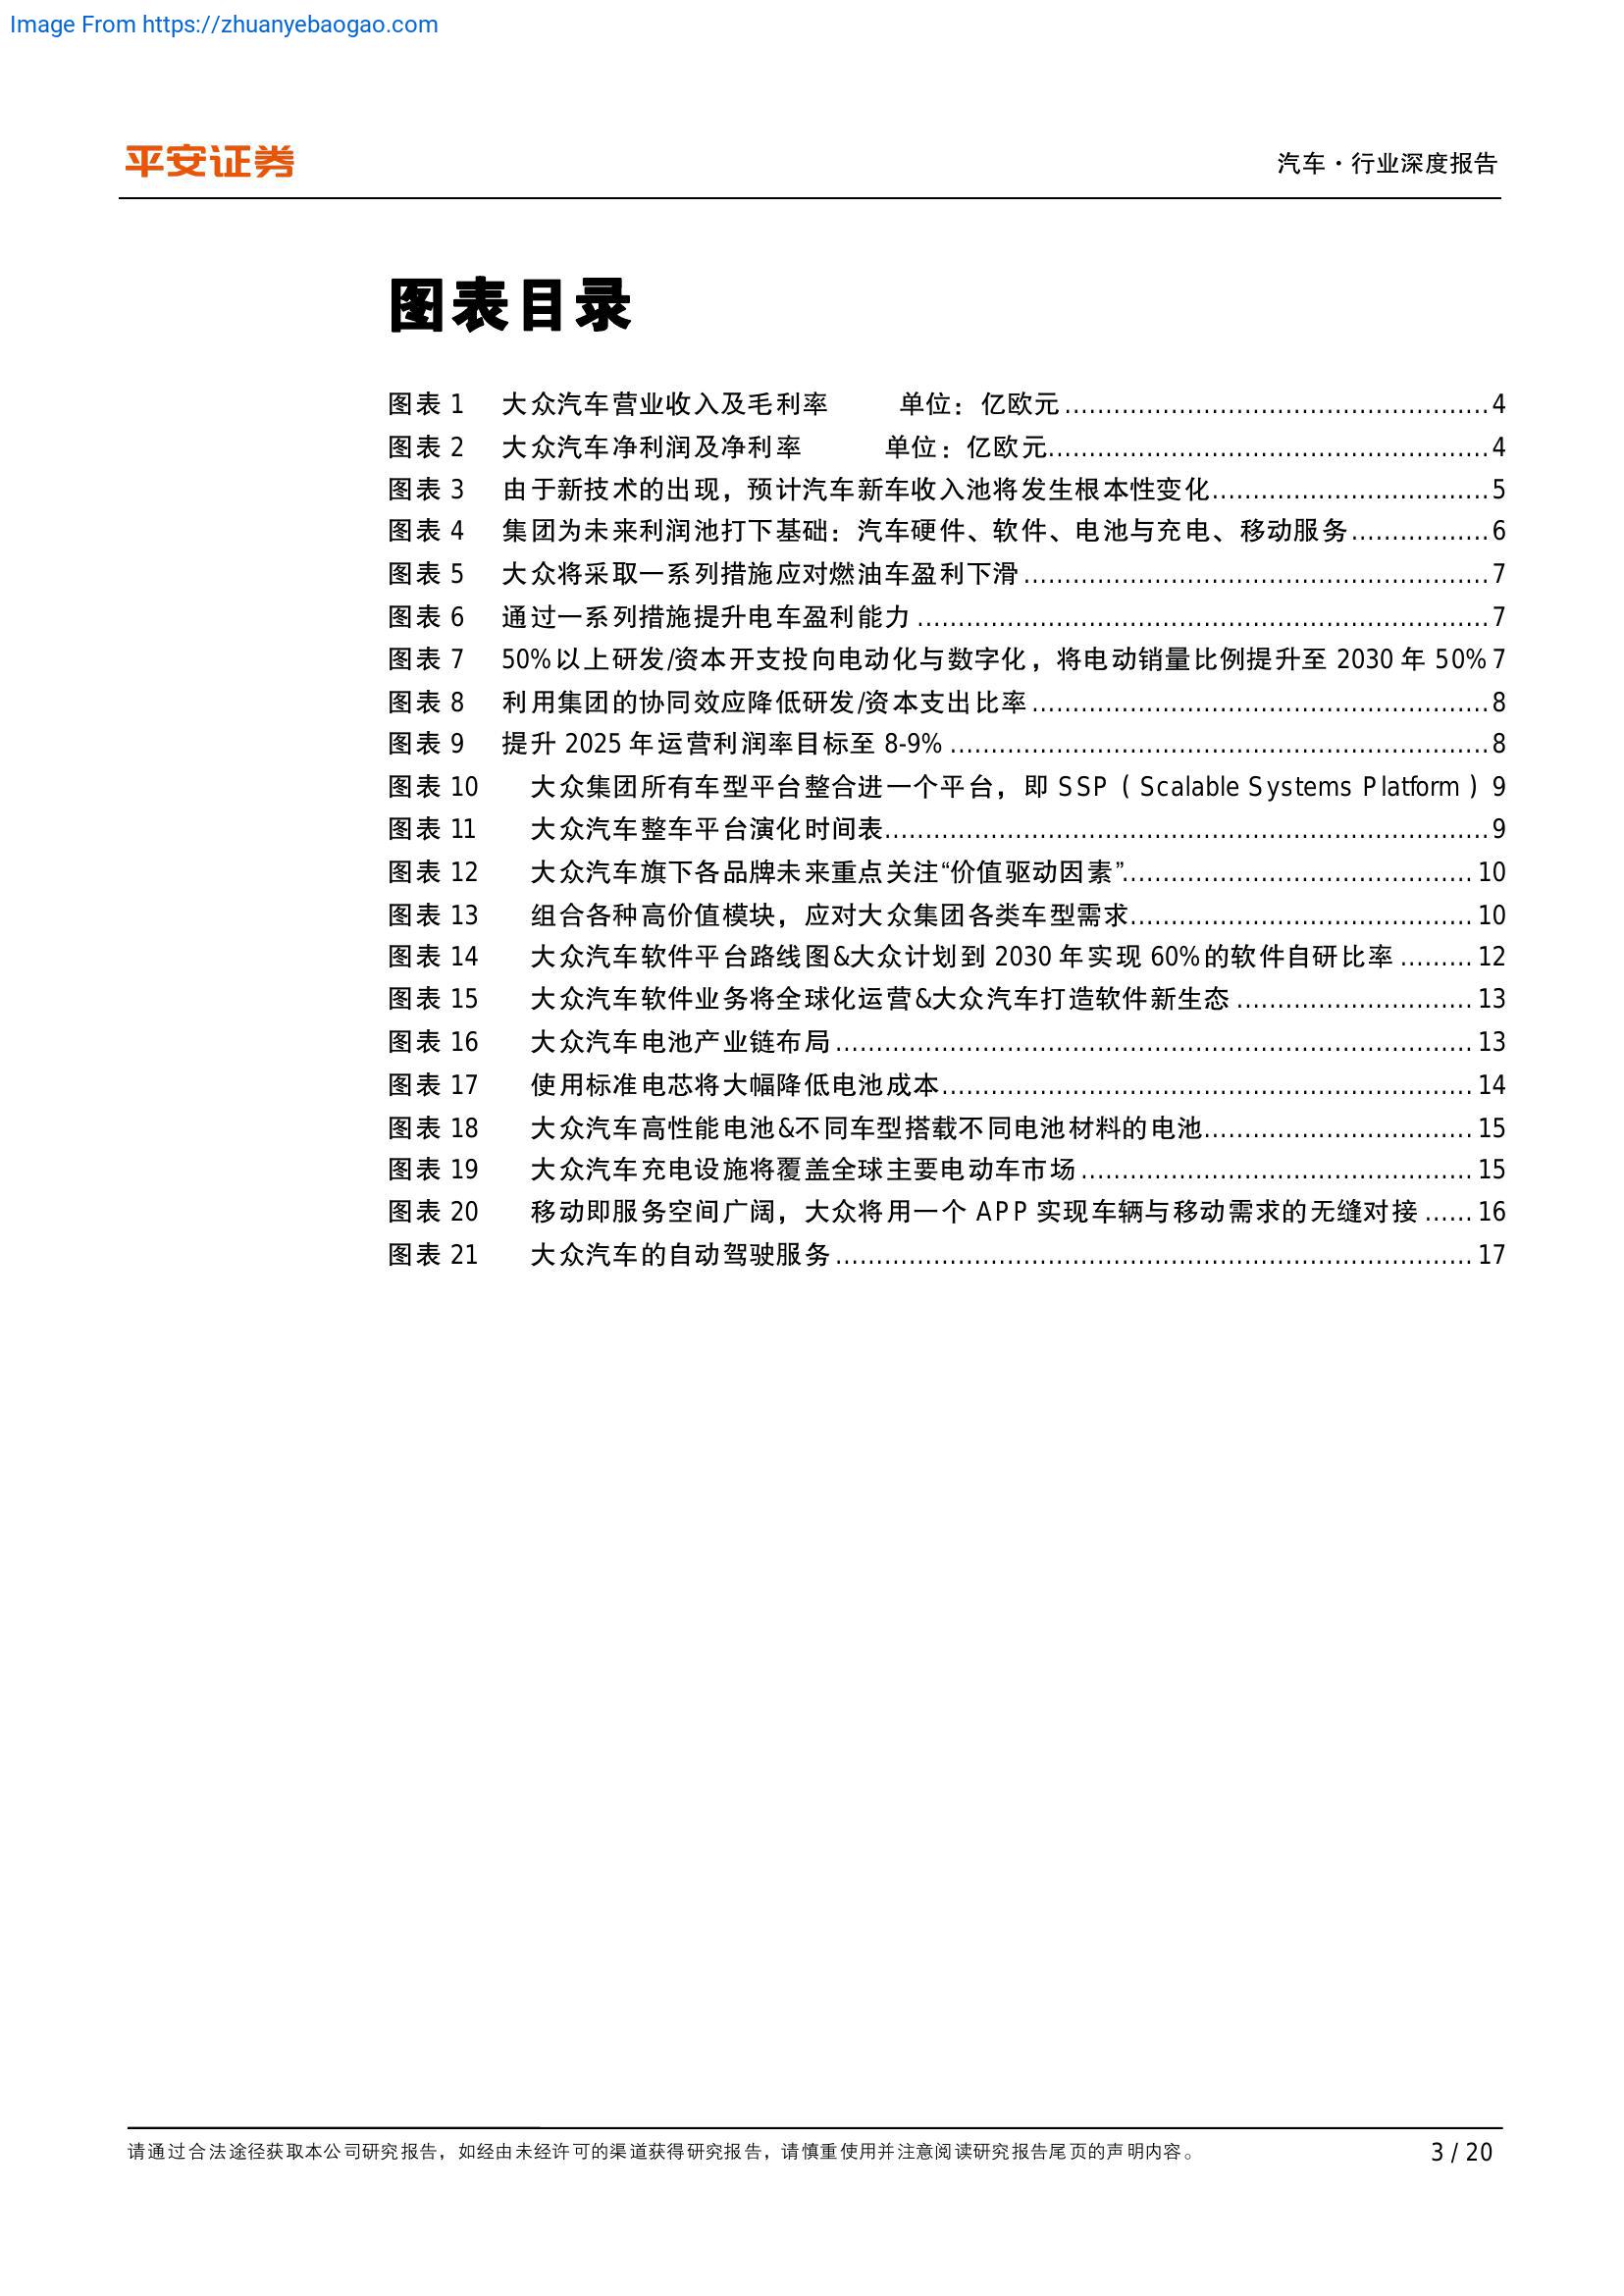 Image From https://zhuanyebaogao.com
平安证券
汽车·行业深度报告
图表目录
图表 1 大众汽车营业收入及毛利率 单位：亿欧元......................................................4
图表 2 大众汽车净利润及净利率 单位：亿欧元......................................................4
图表 3 由于新技术的出现，预计汽车新车收入池将发生根本性变化..................................5
图表 4 集团为未来利润池打下基础：汽车硬件、软件、电池与充电、移动服务.................6
图表 5 大众将采取一系列措施应对燃油车盈利下滑.........................................................7
图表 6 通过一系列措施提升电车盈利能力......................................................................7
图表 7 50%以上研发/资本开支投向电动化与数字化，将电动销量比例提升至 2030 年 50% 7
图表 8 利用集团的协同效应降低研发/资本支出比率........................................................8
图表 9 提升 2025 年运营利润率目标至 8-9%..................................................................8
图表 10 大众集团所有车型平台整合进一个平台，即 SSP（Scalable Systems Platform）9
图表 11 大众汽车整车平台演化时间表..........................................................................9
图表 12 大众汽车旗下各品牌未来重点关注“价值驱动因素”...........................................10
图表 13 组合各种高价值模块，应对大众集团各类车型需求..........................................10
图表 14 大众汽车软件平台路线图&大众计划到 2030 年实现 60%的软件自研比率.........12
图表 15 大众汽车软件业务将全球化运营&大众汽车打造软件新生态.............................13
图表 16 大众汽车电池产业链布局..............................................................................13
图表 17 使用标准电芯将大幅降低电池成本.................................................................14
图表 18 大众汽车高性能电池&不同车型搭载不同电池材料的电池.................................15
图表 19 大众汽车充电设施将覆盖全球主要电动车市场................................................15
图表 20 移动即服务空间广阔，大众将用一个 APP 实现车辆与移动需求的无缝对接......16
图表 21 大众汽车的自动驾驶服务..............................................................................17
请通过合法途径获取本公司研究报告，如经由未经许可的渠道获得研究报告，请慎重使用并注意阅读研究报告尾页的声明内容。
3 / 20